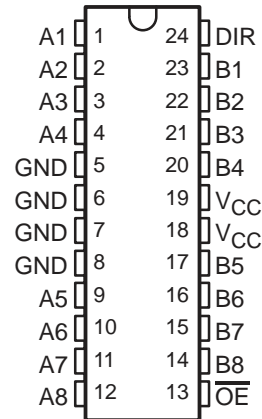 A1 1 24 DIR
A2 2 23 B1
A3 3 22 B2
A4 4 21 B3
GND 5 20 B4
GND 6 19 VCC
GND 7 18 VCC
GND 8 17 B5
A5 9 16 B6
A6 10 15 B7
A7 11 14 B8
A8 12 13 O̅E̅